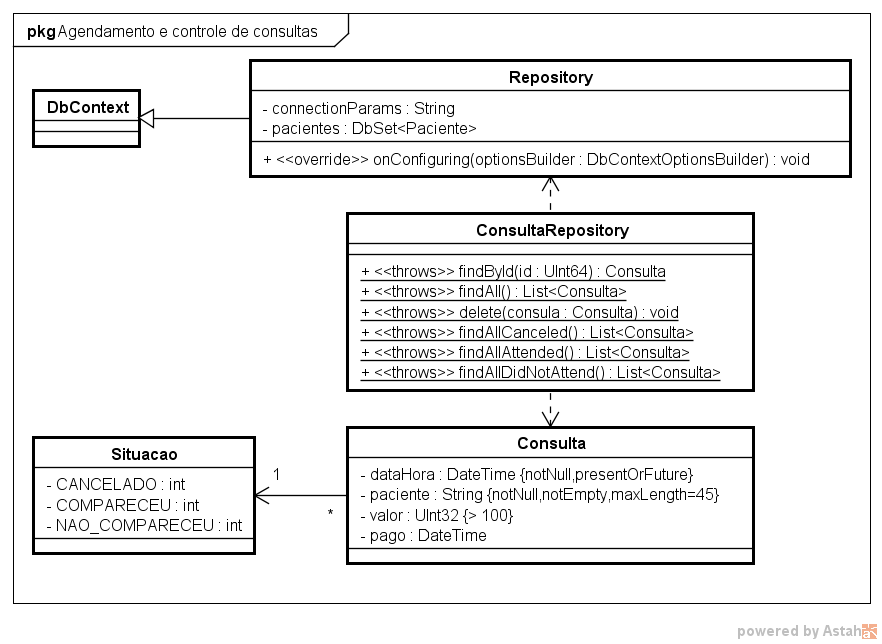 pkg Agendamento e controle de consultas
Repository
- connectionParams : String
- pacientes : DbSet<Paciente>
+ <<override>> onConfiguring(optionsBuilder : DbContextOptionsBuilder) : void
DbContext
ConsultaRepository
+ <<throws>> findById(id : UInt64) : Consulta
+ <<throws>> findAll() : List<Consulta>
+ <<throws>> delete(consula : Consulta) : void
+ <<throws>> findAllCanceled() : List<Consulta>
+ <<throws>> findAllAttended() : List<Consulta>
+ <<throws>> findAllDidNotAttend() : List<Consulta>
Situacao
- CANCELADO : int
- COMPARECEU : int
- NAO_COMPARECEU : int
1
*
Consulta
- dataHora : DateTime {notNull,presentOrFuture}
- paciente : String {notNull,notEmpty,maxLength=45}
- valor : UInt32 {> 100}
- pago : DateTime
powered by Astah